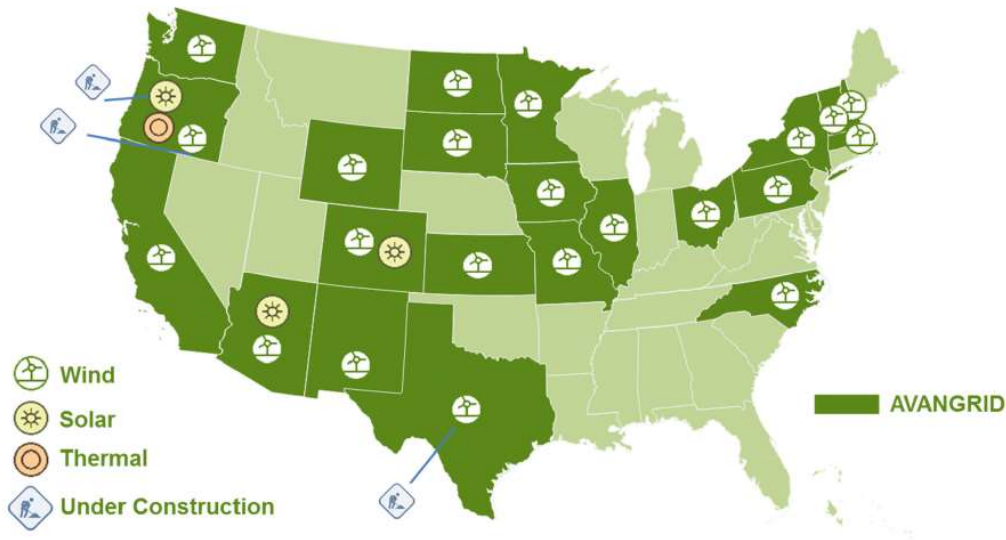 Wind
Solar
Thermal
Under Construction
AVANGRID